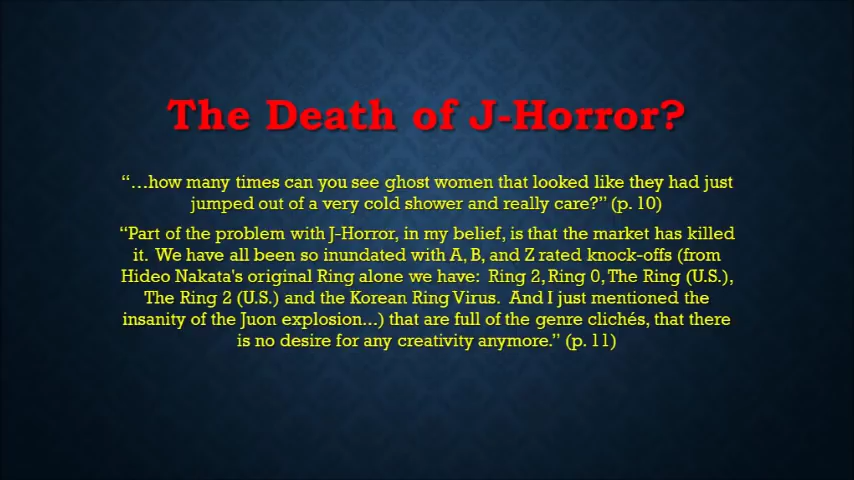 The Death of J-Horror?
“…how many times can you see ghost women that looked like they had just
jumped out of a very cold shower and really care?” (p. 10)
“Part of the problem with J-Horror, in my belief, is that the market has killed
it.  We have all been so inundated with A, B, and Z rated knock-offs (from
Hideo Nakata's original Ring alone we have:  Ring 2, Ring 0, The Ring (U.S.),
The Ring 2 (U.S.) and the Korean Ring Virus.  And I just mentioned the
insanity of the Juon explosion…) that are full of the genre clichés, that there
is no desire for any creativity anymore.” (p. 11)